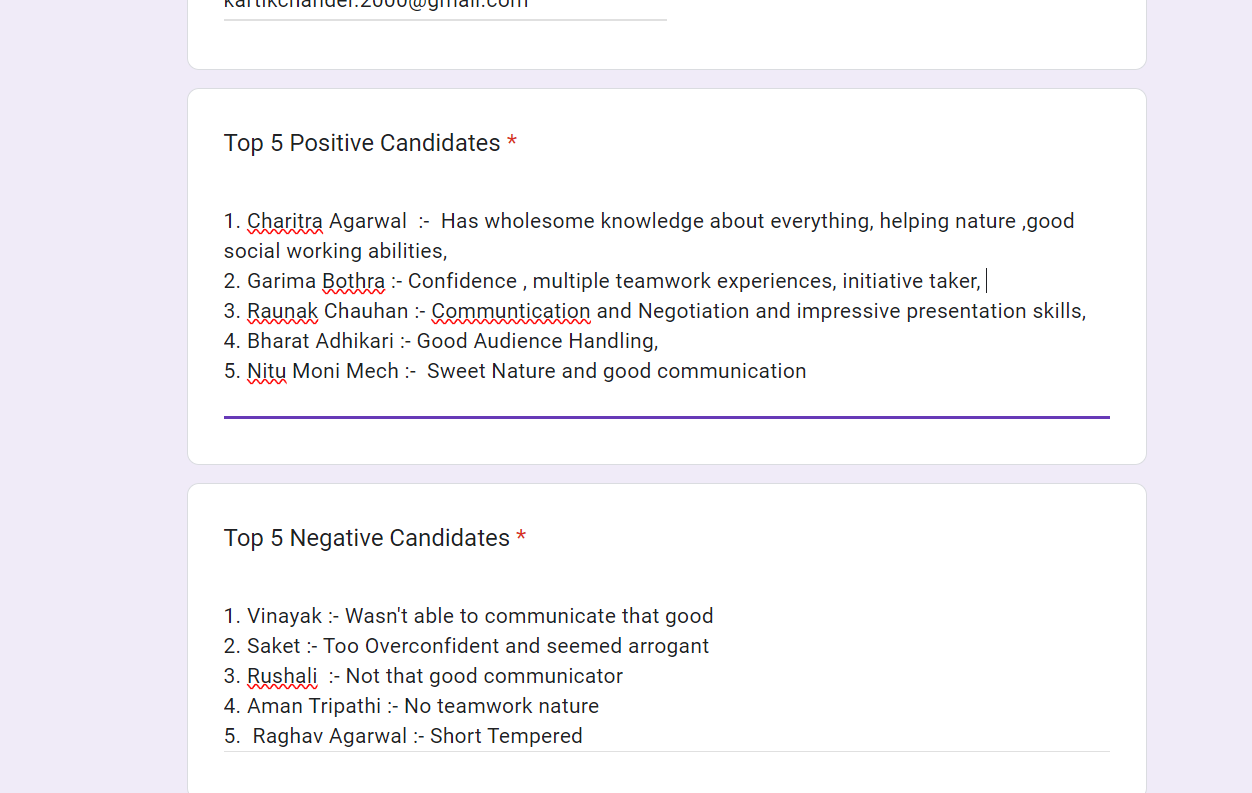 kartikchander.2000@gmail.com
Top 5 Positive Candidates *
1. Charitra Agarwal  :-  Has wholesome knowledge about everything, helping nature ,good
social working abilities,
2. Garima Bothra :- Confidence , multiple teamwork experiences, initiative taker,
3. Raunak Chauhan :- Communtication and Negotiation and impressive presentation skills,
4. Bharat Adhikari :- Good Audience Handling,
5. Nitu Moni Mech :-  Sweet Nature and good communication
Top 5 Negative Candidates *
1. Vinayak :- Wasn't able to communicate that good
2. Saket :- Too Overconfident and seemed arrogant
3. Rushali  :- Not that good communicator
4. Aman Tripathi :- No teamwork nature
5.  Raghav Agarwal :- Short Tempered